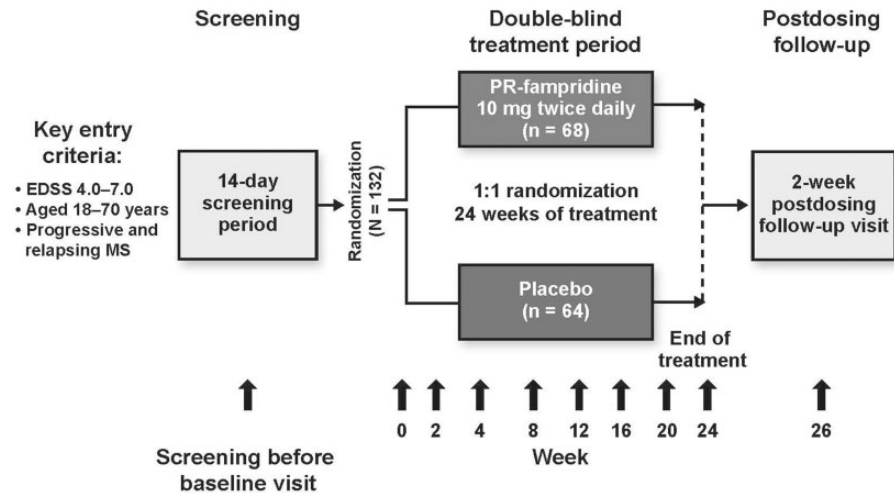 Screening
Double-blind
treatment period
Postdosing
follow-up
Key entry
criteria:
• EDSS 4.0–7.0
• Aged 18–70 years
• Progressive and
relapsing MS
14-day
screening
period
Randomization
(N = 132)
PR-fampridine
10 mg twice daily
(n = 68)
1:1 randomization
24 weeks of treatment
Placebo
(n = 64)
End of
treatment
2-week
postdosing
follow-up visit
0 2 4 8 12 16 20 24 26
Week
Screening before
baseline visit